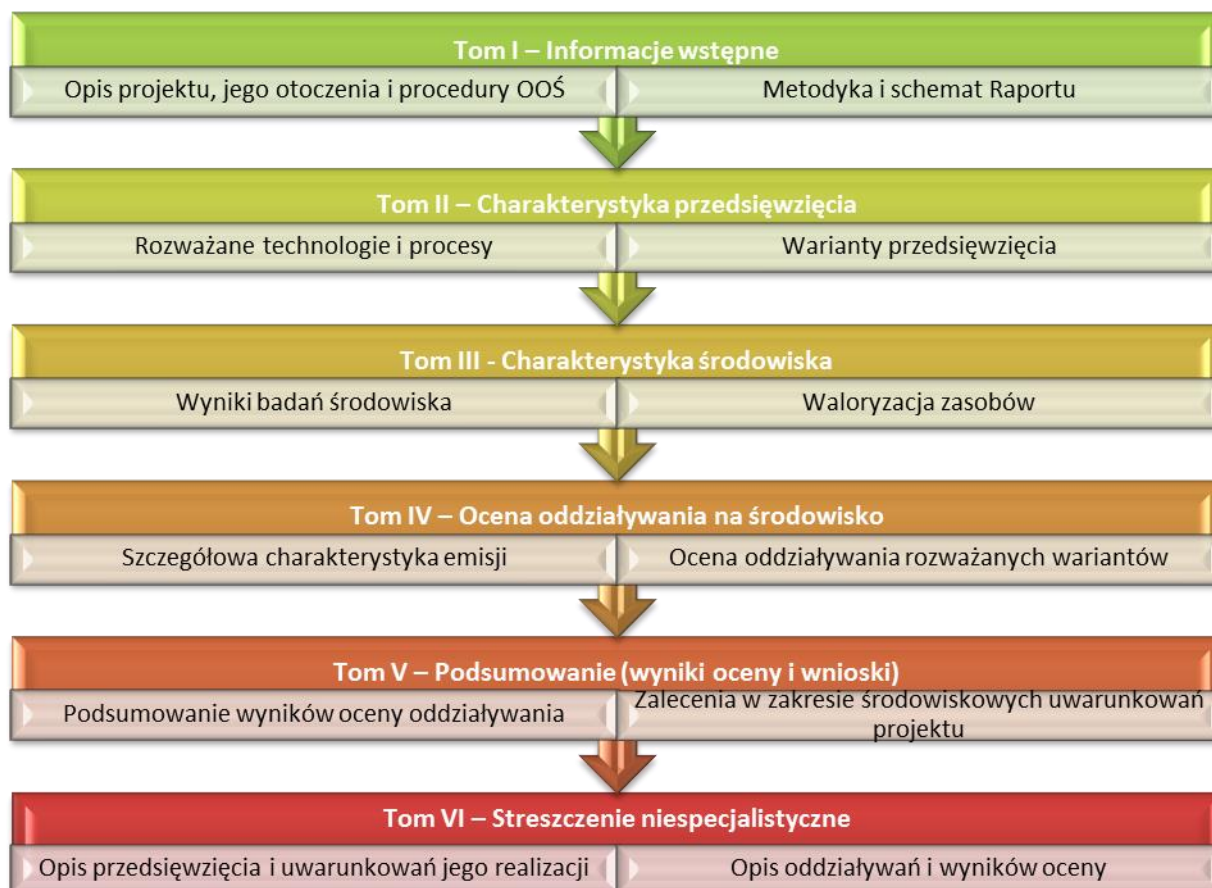 Tom I – Informacje wstępne
Opis projektu, jego otoczenia i procedury OOŚ
Metodyka i schemat Raportu
Tom II – Charakterystyka przedsięwzięcia
Rozważane technologie i procesy
Warianty przedsięwzięcia
Tom III - Charakterystyka środowiska
Wyniki badań środowiska
Waloryzacja zasobów
Tom IV – Ocena oddziaływania na środowisko
Szczegółowa charakterystyka emisji
Ocena oddziaływania rozważanych wariantów
Tom V – Podsumowanie (wyniki oceny i wnioski)
Podsumowanie wyników oceny oddziaływania
Zalecenia w zakresie środowiskowych uwarunkowań
projektu
Tom VI – Streszczenie niespecjalistyczne
Opis przedsięwzięcia i uwarunkowań jego realizacji
Opis oddziaływań i wyników oceny